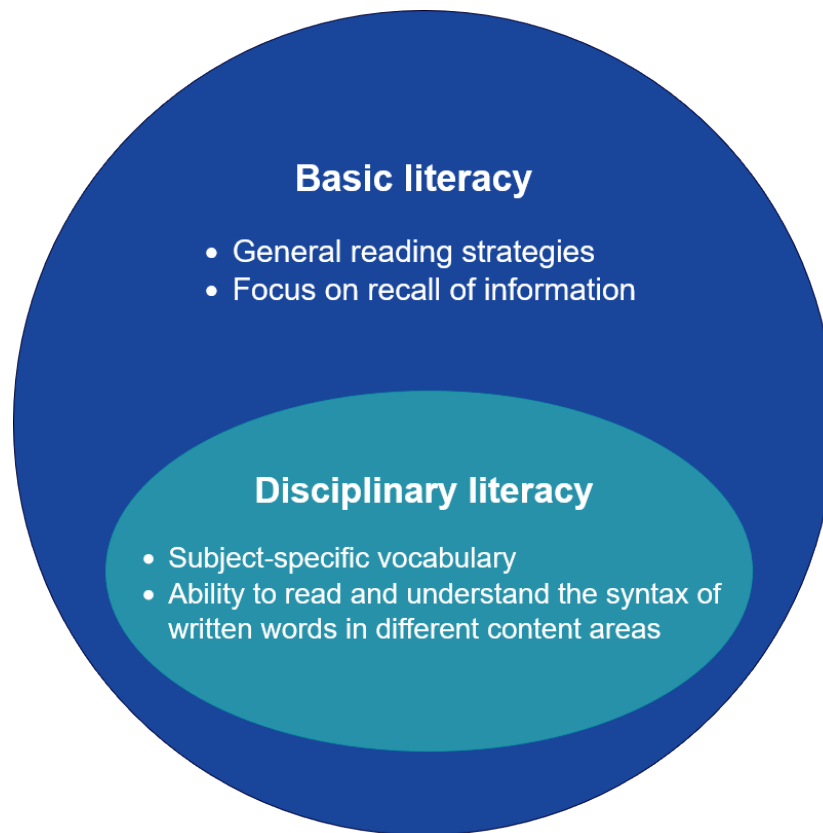 Basic literacy
• General reading strategies
• Focus on recall of information
Disciplinary literacy
• Subject-specific vocabulary
• Ability to read and understand the syntax of
written words in different content areas